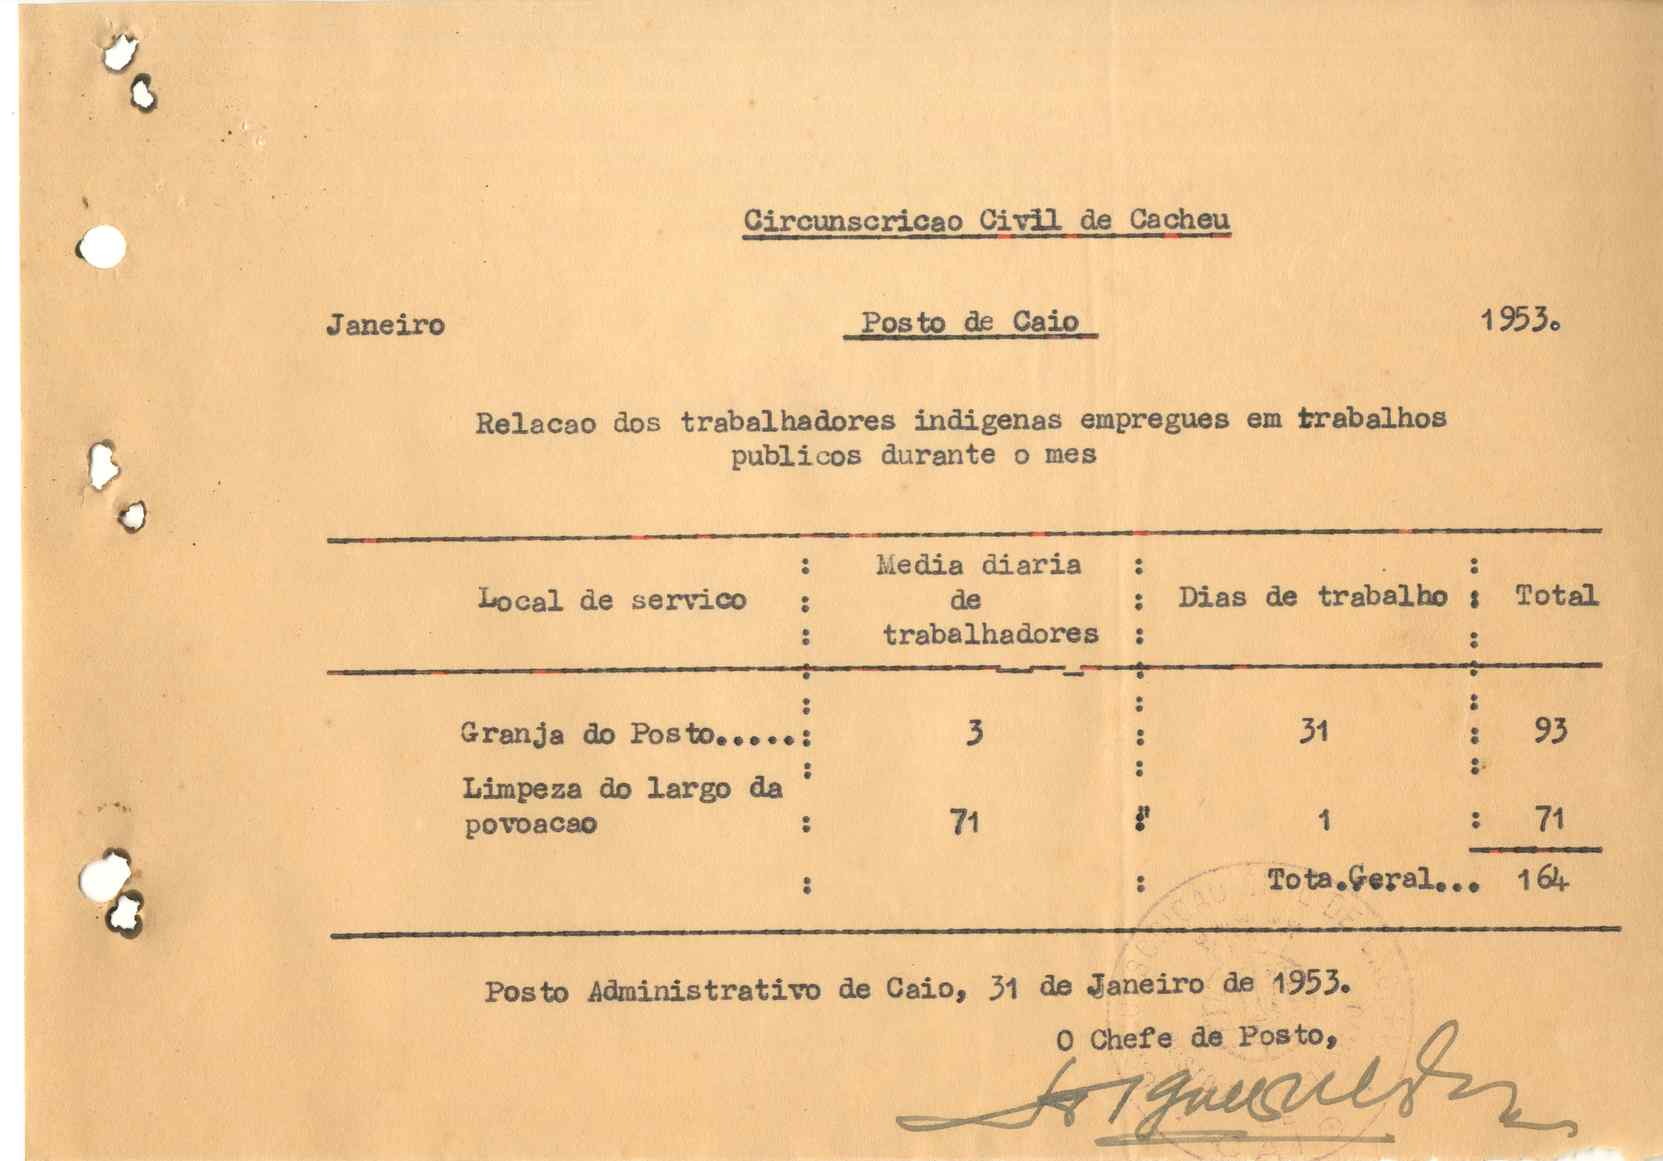 Circunscricao Civil de Cacheu
Janeiro Posto de Caio 1953.
Relacao dos trabalhadores indigenas empregues em trabalhos
publicos durante o mes
: Media diaria : :
Local de servico : de : Dias de trabalho : Total
: trabalhadores : :
: : :
: : :
Granja do Posto.....: 3 : 31 : 93
: : :
Limpeza do largo da
povoacao : 71 :" 1 : 71
: : Tota.Geral... 164
Posto Administrativo de Caio, 31 de Janeiro de 1953.
O Chefe de Posto,